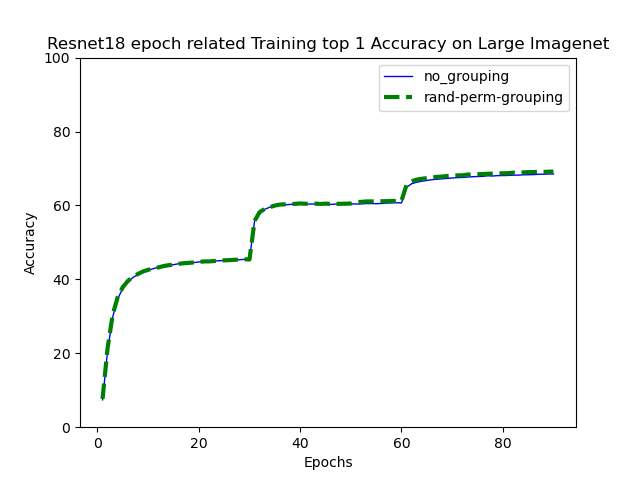 Resnet18 epoch related Training top 1 Accuracy on Large Imagenet
100
80
60
40
20
0
Accuracy
no_grouping
rand-perm-grouping
0 20 40 60 80
Epochs